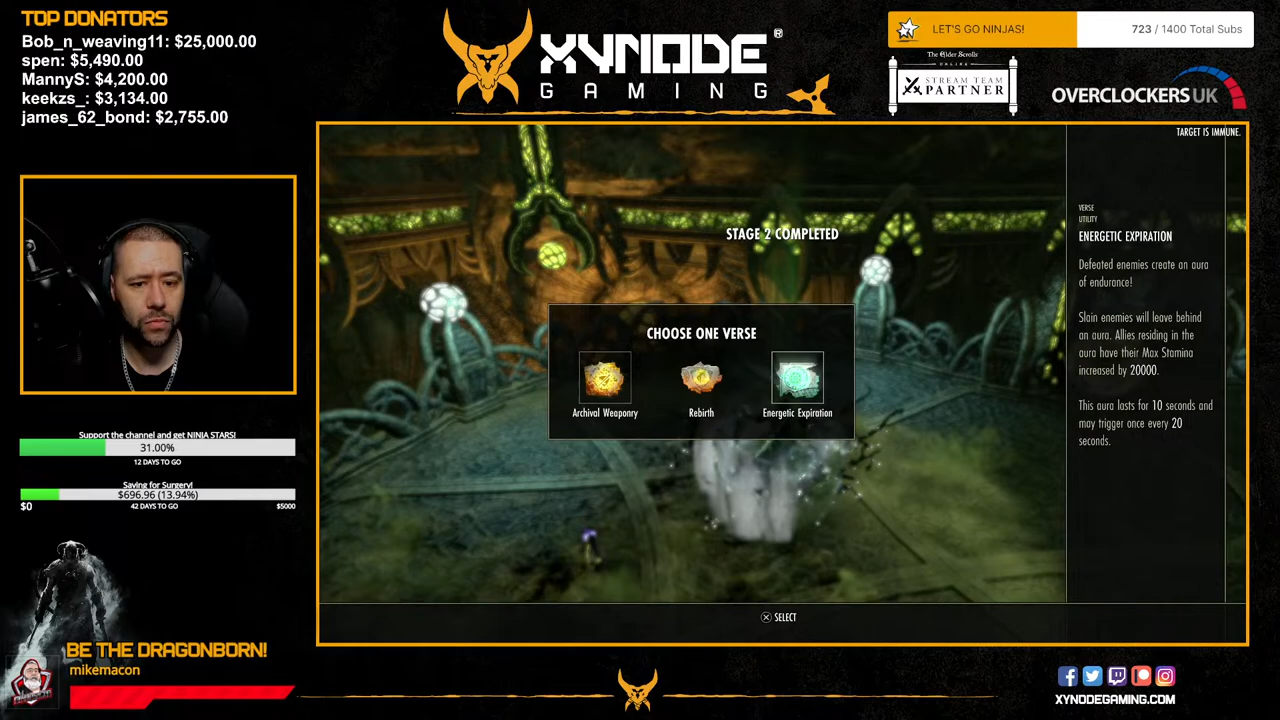 TOP DONATORS
Bob_n_weaving11: $25,000.00
spen: $5,490.00
MannyS: $4,200.00
keekzs_: $3,134.00
james_62_bond: $2,755.00
XYNODE
®
GAMING
LET'S GO NINJAS!
723 / 1400 Total Subs
The Elder Scrolls
ONLINE
STREAM TEAM
PARTNER
OVERCLOCKERS UK
TARGET IS IMMUNE.
STAGE 2 COMPLETED
CHOOSE ONE VERSE
Archival Weaponry
Rebirth
Energetic Expiration
VERSE
UTILITY
ENERGETIC EXPIRATION
Defeated enemies create an aura
of endurance!
Slain enemies will leave behind
an aura. Allies residing in the
aura have their Max Stamina
increased by 20000.
This aura lasts for 10 seconds and
may trigger once every 20
seconds.
SELECT
Support the channel and get NINJA STARS!
31.00%
12 DAYS TO GO
Saving for Surgery!
$696.96 (13.94%)
$0
42 DAYS TO GO
$5000
BE THE DRAGONBORN!
mikemacon
XYNODEGAMING.COM